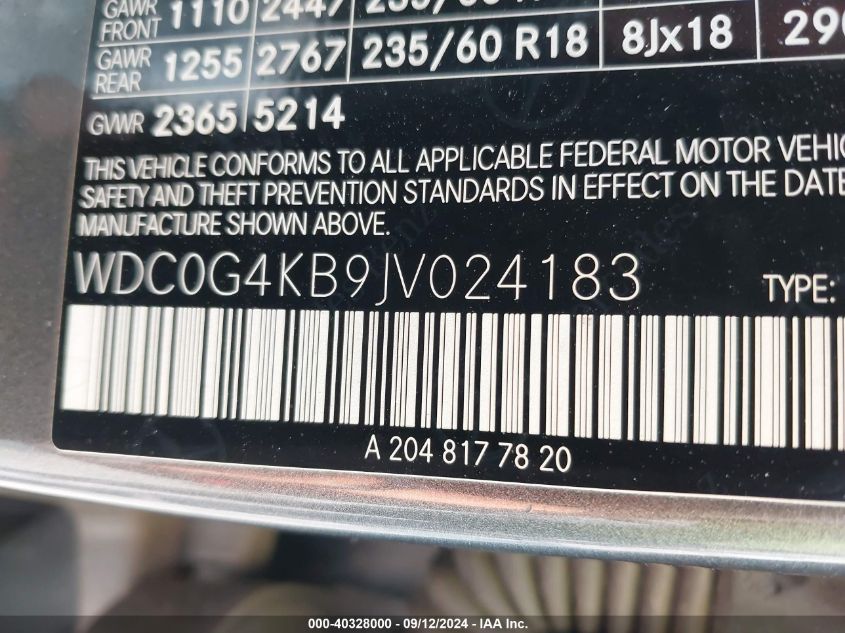 GAWR FRONT 1110 2447 235/60
GAWR REAR 1255 2767 235/60 R18 8Jx18
GVWR 2365 5214
THIS VEHICLE CONFORMS TO ALL APPLICABLE FEDERAL MOTOR
SAFETY AND THEFT PREVENTION STANDARDS IN EFFECT ON THE DATE
MANUFACTURE SHOWN ABOVE.
WDC0G4KB9JV024183
TYPE:
A 204 817 78 20
000-40328000 - 09/12/2024 - IAA Inc.